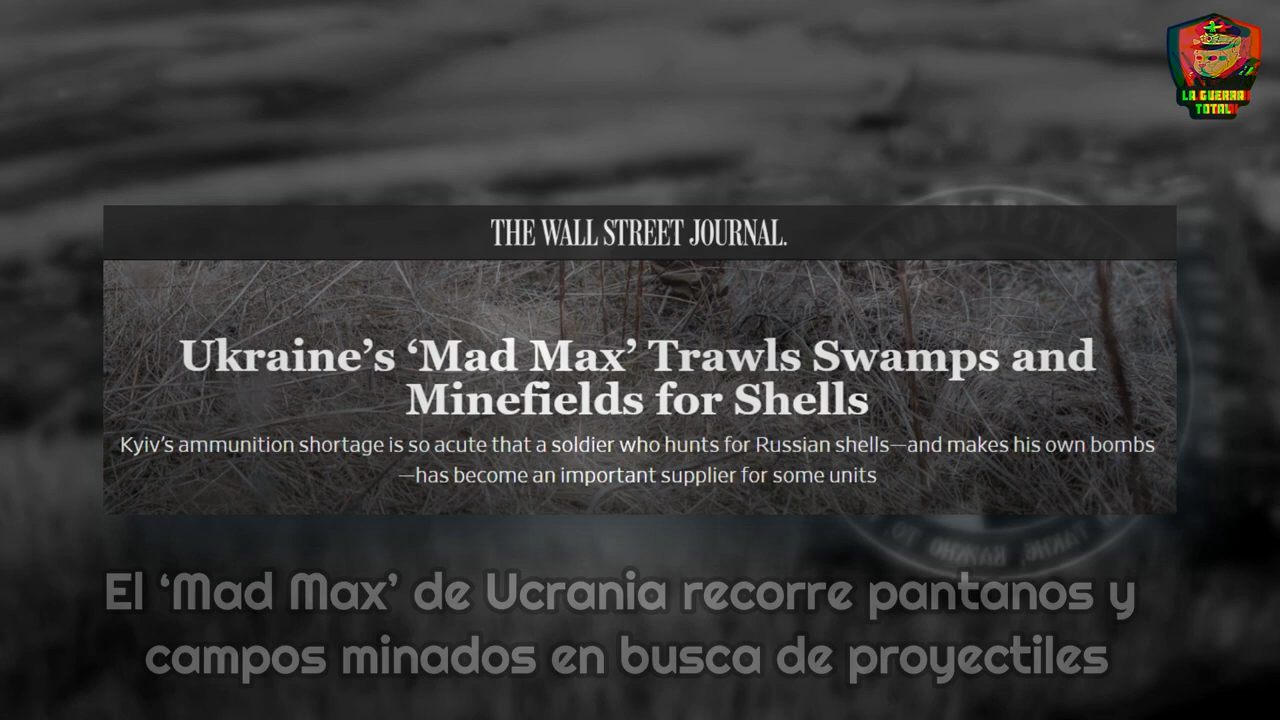 LA GUERRA
TOTAL
THE WALL STREET JOURNAL.
Ukraine’s ‘Mad Max’ Trawls Swamps and
Minefields for Shells
Kyiv’s ammunition shortage is so acute that a soldier who hunts for Russian shells—and makes his own bombs
—has become an important supplier for some units
El ‘Mad Max’ de Ucrania recorre pantanos y
campos minados en busca de proyectiles